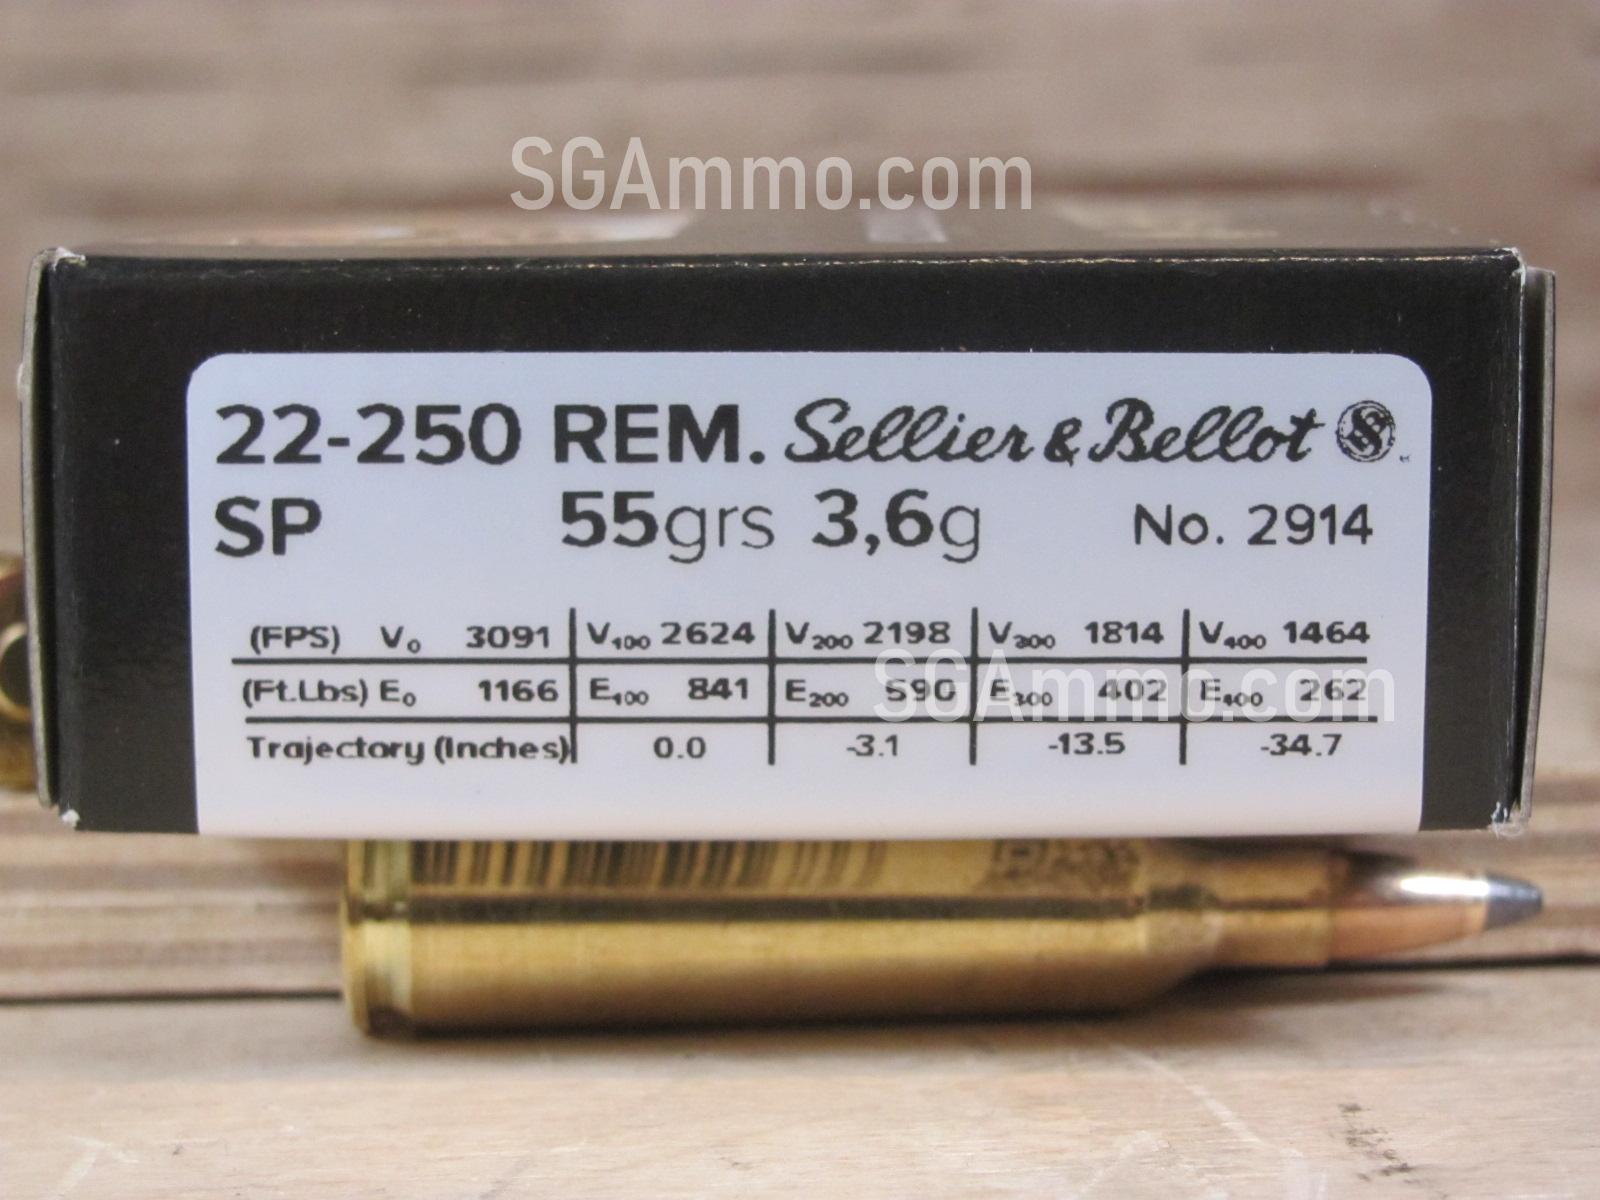 SGAmmo.com
22-250 REM. Sellier & Bellot
SP 55grs 3,6g No. 2914
(FPS) V0 3091 V100 2624 V200 2198 V300 1814 V400 1464
(Ft.Lbs) E0 1166 E100 841 E200 590 E300 402 E400 262
SGAmmo.com
Trajectory (Inches) 0.0 -3.1 -13.5 -34.7